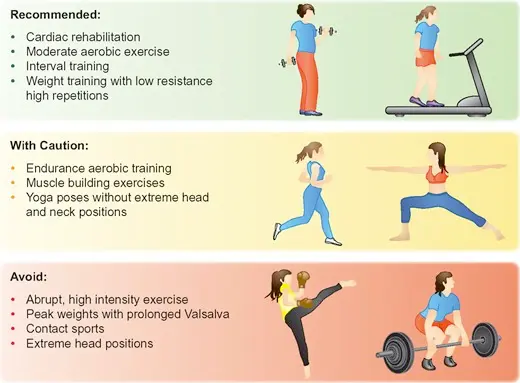 Recommended:
• Cardiac rehabilitation
• Moderate aerobic exercise
• Interval training
• Weight training with low resistance
high repetitions
With Caution:
• Endurance aerobic training
• Muscle building exercises
• Yoga poses without extreme head
and neck positions
Avoid:
• Abrupt, high intensity exercise
• Peak weights with prolonged Valsalva
• Contact sports
• Extreme head positions